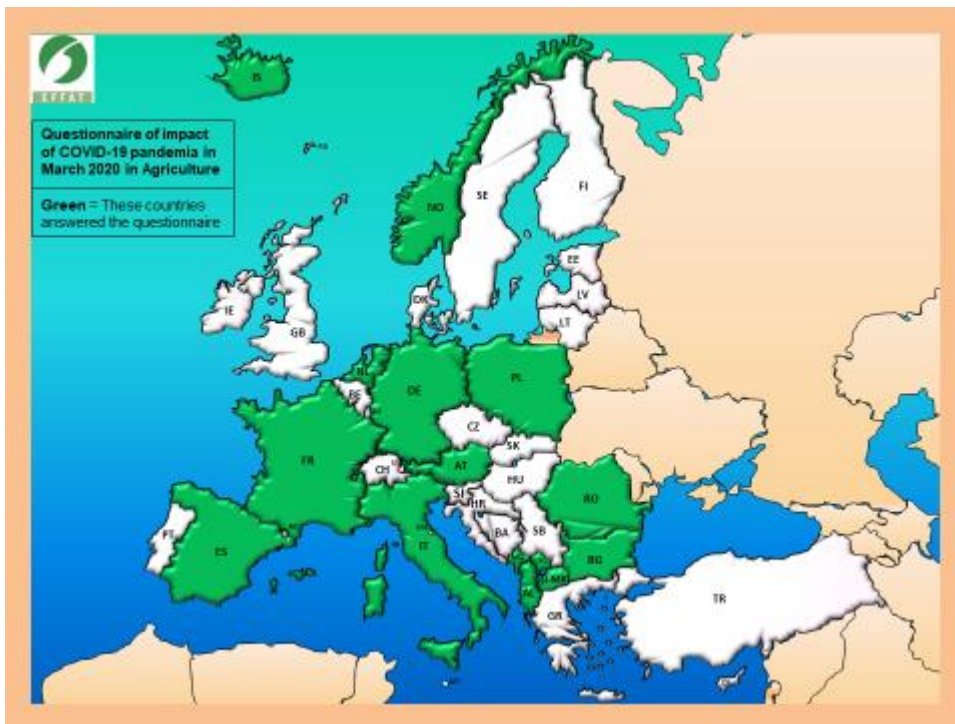 EFFAT
Questionnaire of impact
of COVID-19 pandemia in
March 2020 in Agriculture
Green = These countries
answered the questionnaire
IS
NO
SE
FI
EE
LV
LT
DK
IE
GB
NL
BE
DE
PL
CZ
SK
FR
CH
AT
HU
SI
HR
RO
BA
SB
PT
ES
IT
BG
AL
GR
TR